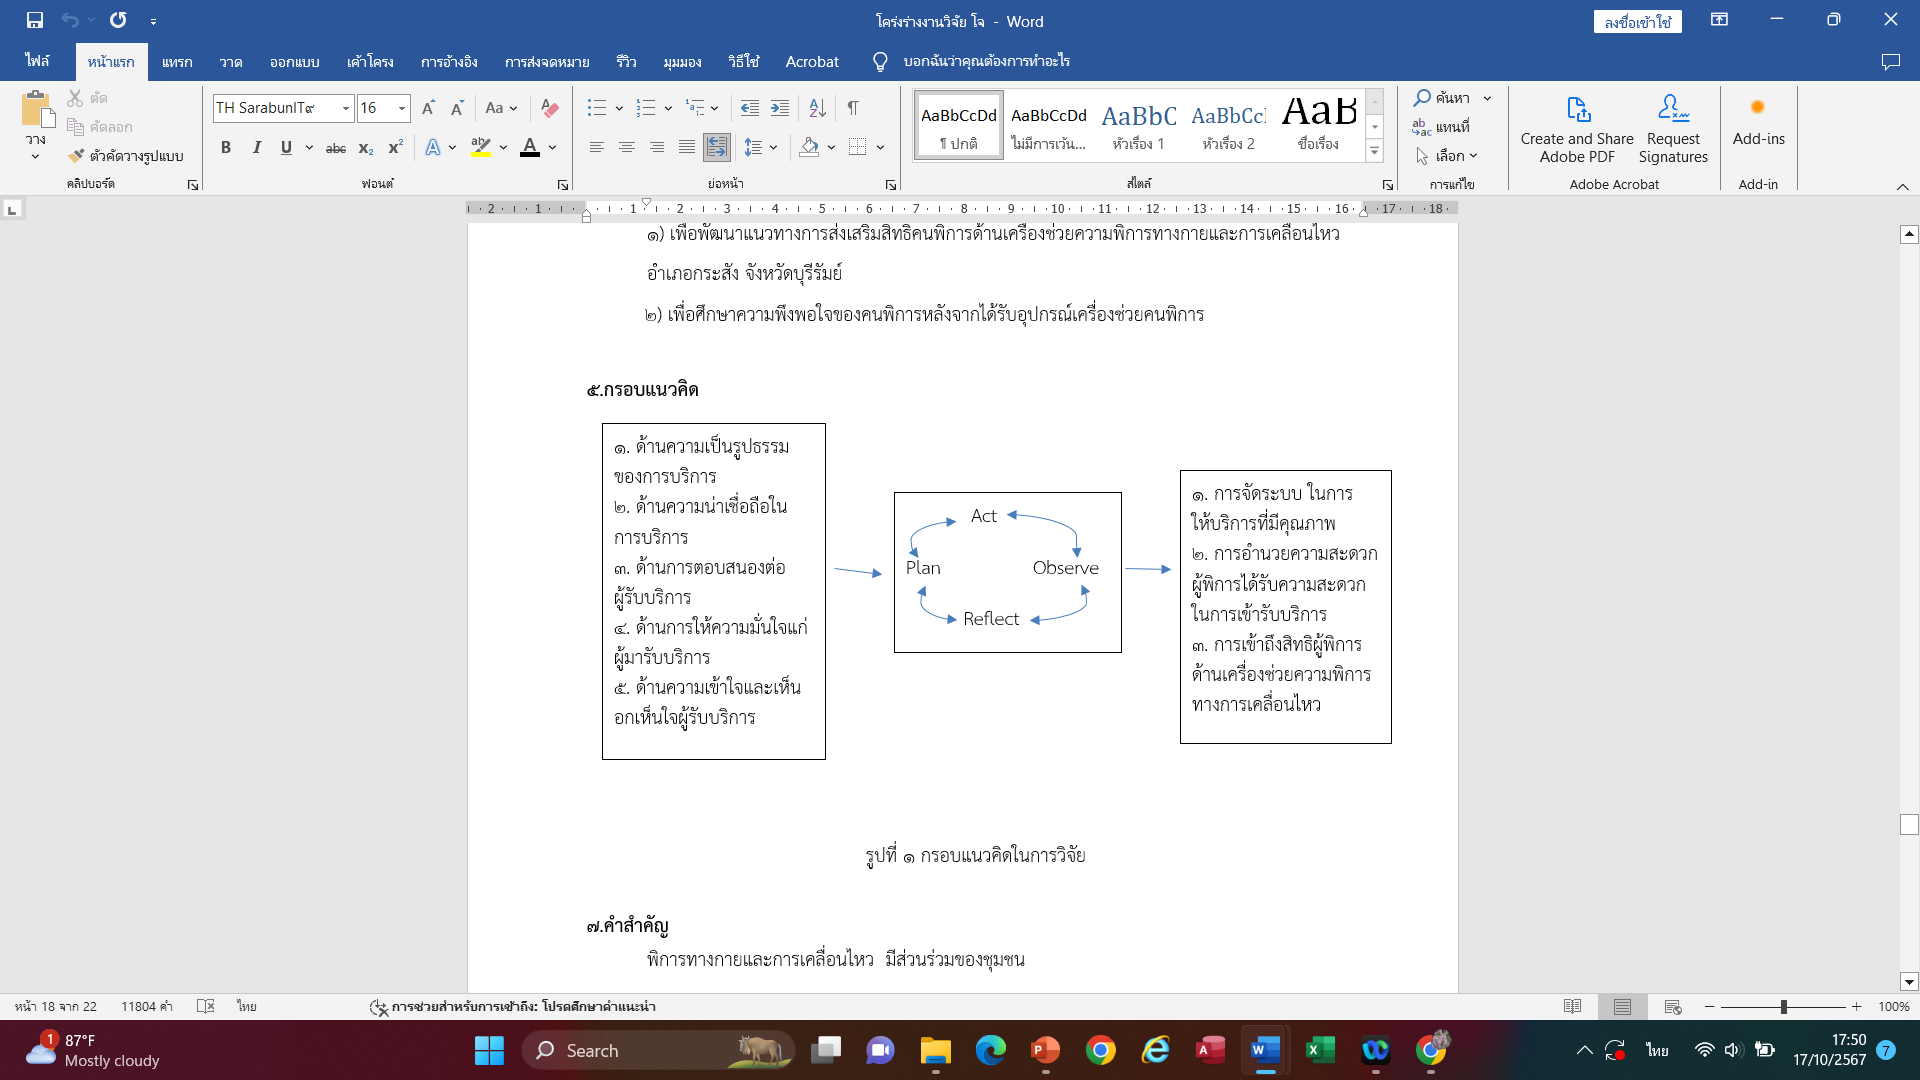 โคร่งร่างงานวิจัย โจ - Word
ลงชื่อเข้าใช้
ไฟล์ หน้าแรก แทรก วาด ออกแบบ เค้าโครง การอ้างอิง การส่งจดหมาย รีวิว มุมมอง วิธีใช้ Acrobat บอกฉันว่าคุณต้องการทำอะไร
วาง
ตัด
คัดลอก
ตัวคัดวางรูปแบบ
คลิปบอร์ด
TH SarabunIT๙ 16
Aa
B I U abc x₂ x² A aby A
ฟอนต์
ย่อหน้า
AaBbCcDd AaBbCcDd AaBbC AaBbCcl AaB
¶ ปกติ ไม่มีการเว้น... หัวเรื่อง 1 หัวเรื่อง 2 ชื่อเรื่อง
สไตล์
ค้นหา
แทนที่
เลือก
การแก้ไข
Create and Share
Adobe PDF
Request
Signatures
Adobe Acrobat
Add-ins
Add-in
2 1 1 2 3 4 5 6 7 8 9 10 11 12 13 14 15 16 17 18
๑) เพื่อพัฒนาแนวทางการส่งเสริมสิทธิคนพิการด้านเครื่องช่วยความพิการทางกายและการเคลื่อนไหว
อำเภอกระสัง จังหวัดบุรีรัมย์
๒) เพื่อศึกษาความพึงพอใจของคนพิการหลังจากได้รับอุปกรณ์เครื่องช่วยคนพิการ
๕.กรอบแนวคิด
๑. ด้านความเป็นรูปธรรม
ของการบริการ
๒. ด้านความน่าเชื่อถือใน
การบริการ
๓. ด้านการตอบสนองต่อ
ผู้รับบริการ
๔. ด้านการให้ความมั่นใจแก่
ผู้มารับบริการ
๕. ด้านความเข้าใจและเห็น
อกเห็นใจผู้รับบริการ
Act
Plan Observe
Reflect
๑. การจัดระบบ ในการ
ให้บริการที่มีคุณภาพ
๒. การอำนวยความสะดวก
ผู้พิการได้รับความสะดวก
ในการเข้ารับบริการ
๓. การเข้าถึงสิทธิผู้พิการ
ด้านเครื่องช่วยความพิการ
ทางการเคลื่อนไหว
รูปที่ ๑ กรอบแนวคิดในการวิจัย
๗.คำสำคัญ
พิการทางกายและการเคลื่อนไหว มีส่วนร่วมของชุมชน
หน้า 18 จาก 22 11804 คำ ไทย การช่วยสำหรับการเข้าถึง: โปรดศึกษาคำแนะนำ 100%
1 87°F
Mostly cloudy
Search
ไทย
17:50
17/10/2567 7